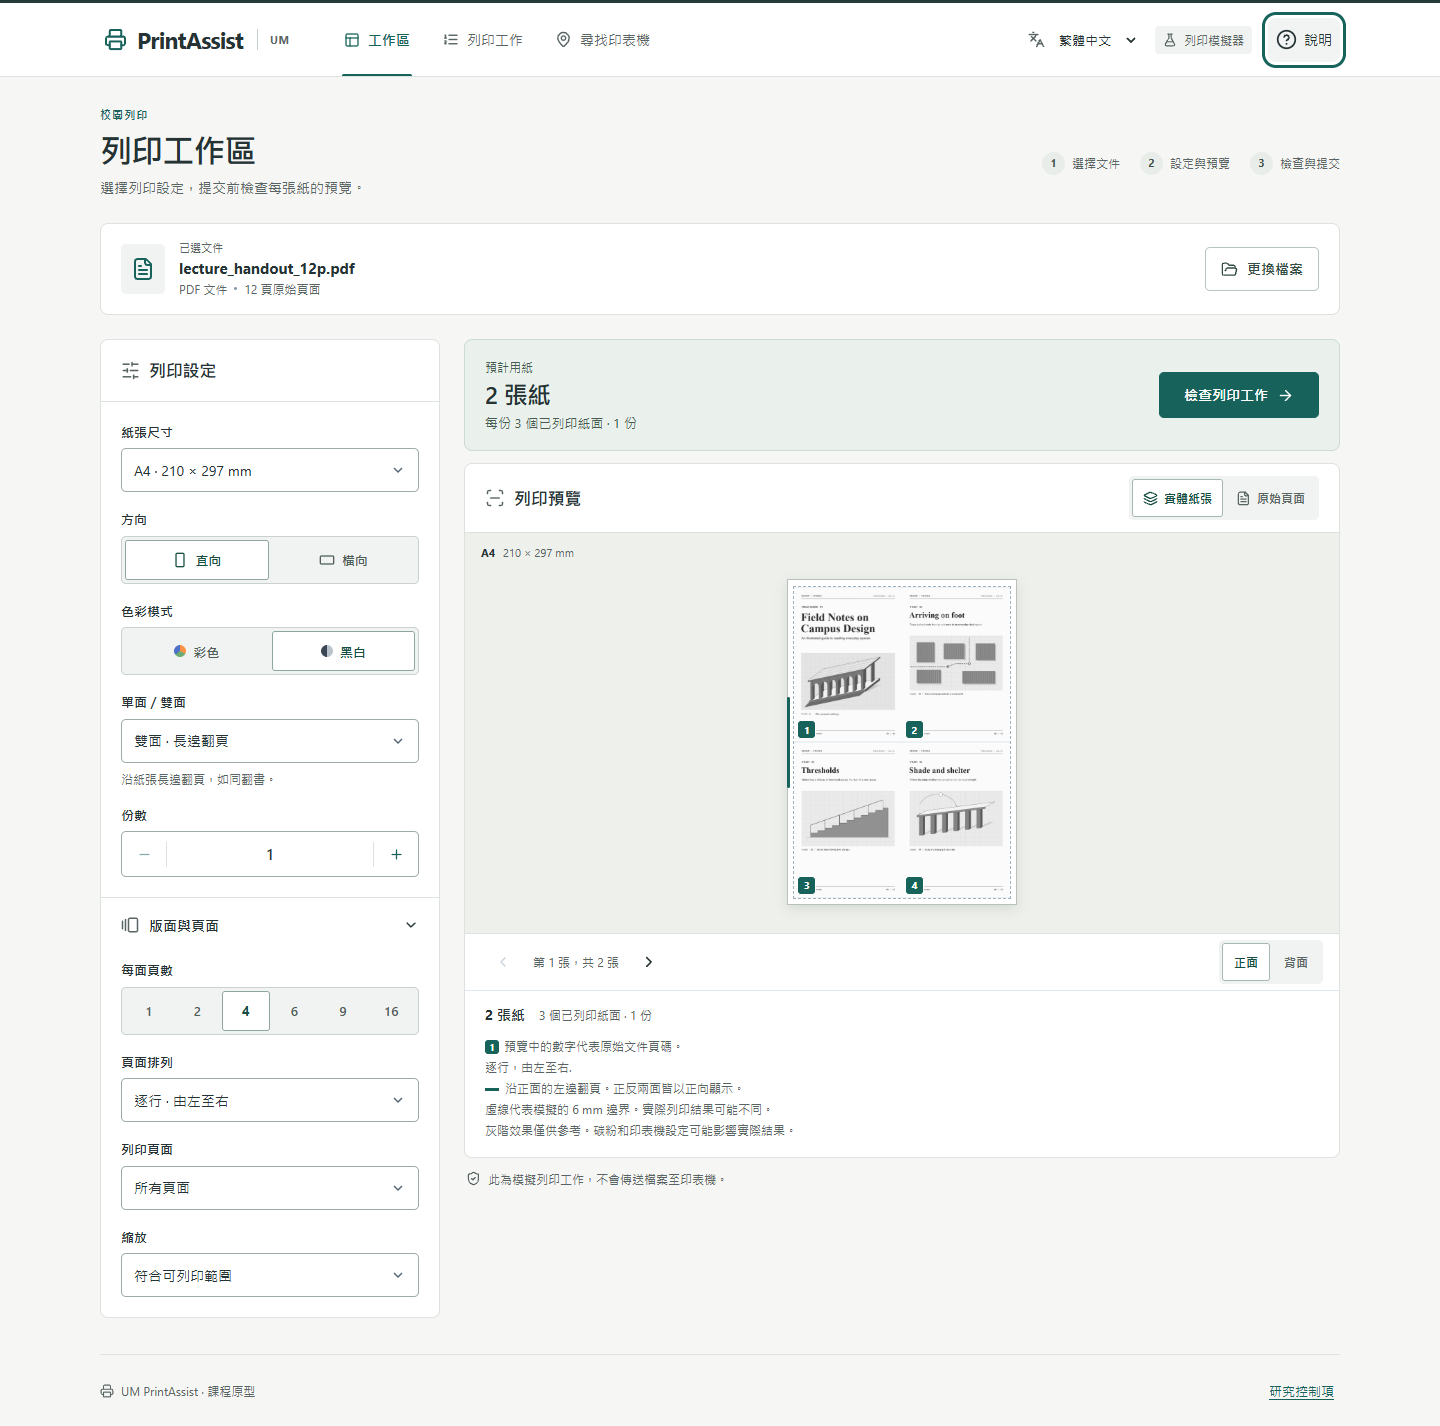 PrintAssist UM 工作區 列印工作 尋找印表機 繁體中文 列印模擬器 說明
校園列印
列印工作區
選擇列印設定，提交前檢查每張紙的預覽。
1 選擇文件 2 設定與預覽 3 檢查與提交
已選文件
lecture_handout_12p.pdf
PDF 文件 • 12 頁原始頁面
更換檔案
列印設定
紙張尺寸
A4 · 210 × 297 mm
方向
直向 橫向
色彩模式
彩色 黑白
單面 / 雙面
雙面 · 長邊翻頁
沿紙張長邊翻頁，如同翻書。
份數
− 1 +
版面與頁面
每面頁數
1 2 4 6 9 16
頁面排列
逐行 · 由左至右
列印頁面
所有頁面
縮放
符合可列印範圍
預計用紙
2 張紙
每份 3 個已列印紙面 · 1 份
檢查列印工作
列印預覽
實體紙張 原始頁面
A4 210 × 297 mm
Field Notes on
Campus Design
Arriving on foot
1 2
Thresholds
Shade and shelter
3 4
第 1 張，共 2 張
正面 背面
2 張紙 3 個已列印紙面 · 1 份
1 預覽中的數字代表原始文件頁碼。
逐行，由左至右.
沿正面的左邊翻頁。正反兩面皆以正向顯示。
虛線代表模擬的 6 mm 邊界。實際列印結果可能不同。
灰階效果僅供參考。碳粉和印表機設定可能影響實際結果。
此為模擬列印工作，不會傳送檔案至印表機。
UM PrintAssist · 課程原型
研究控制項